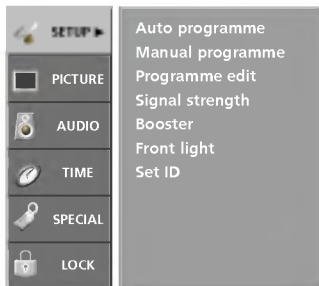 SETUP ▶
PICTURE
AUDIO
TIME
SPECIAL
LOCK
Auto programme
Manual programme
Programme edit
Signal strength
Booster
Front light
Set ID